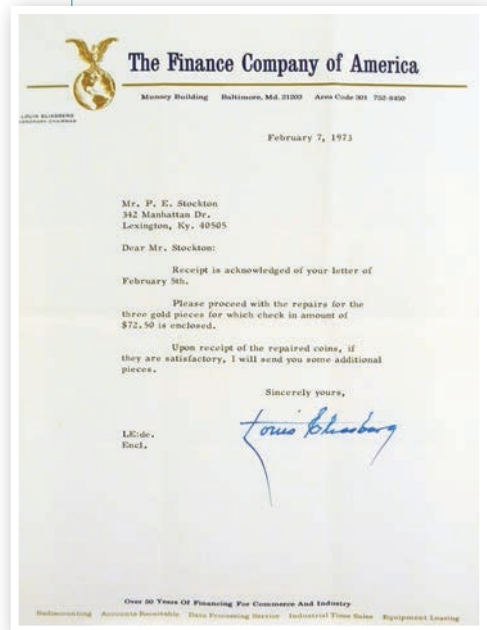 The Finance Company of America
Munsey Building Baltimore, Md. 21203 Area Code 301 752-8450
LOUIS ELIASBERG
HONORARY CHAIRMAN
February 7, 1973
Mr. P. E. Stockton
342 Manhattan Dr.
Lexington, Ky. 40505
Dear Mr. Stockton:
Receipt is acknowledged of your letter of
February 5th.
Please proceed with the repairs for the
three gold pieces for which check in amount of
$72.50 is enclosed.
Upon receipt of the repaired coins, if
they are satisfactory, I will send you some additional
pieces.
Sincerely yours,
Louis Eliasberg
LE:de.
Encl.
Over 50 Years Of Financing For Commerce And Industry
Rediscounting Accounts Receivable Data Processing Service Industrial Time Sales Equipment Leasing